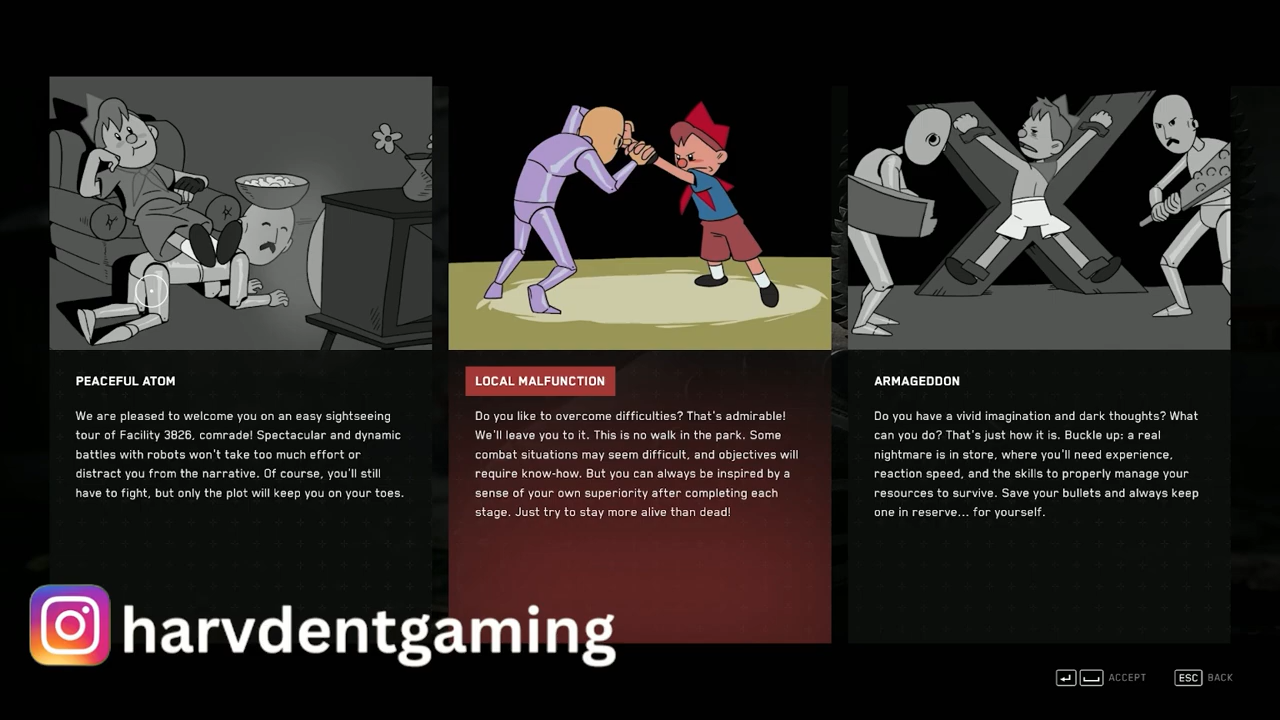 PEACEFUL ATOM
We are pleased to welcome you on an easy sightseeing
tour of Facility 3826, comrade! Spectacular and dynamic
battles with robots won't take too much effort or
distract you from the narrative. Of course, you'll still
have to fight, but only the plot will keep you on your toes.
LOCAL MALFUNCTION
Do you like to overcome difficulties? That's admirable!
We'll leave you to it. This is no walk in the park. Some
combat situations may seem difficult, and objectives will
require know-how. But you can always be inspired by a
sense of your own superiority after completing each
stage. Just try to stay more alive than dead!
ARMAGEDDON
Do you have a vivid imagination and dark thoughts? What
can you do? That's just how it is. Buckle up: a real
nightmare is in store, where you'll need experience,
reaction speed, and the skills to properly manage your
resources to survive. Save your bullets and always keep
one in reserve... for yourself.
harvdentgaming
ACCEPT ESC BACK